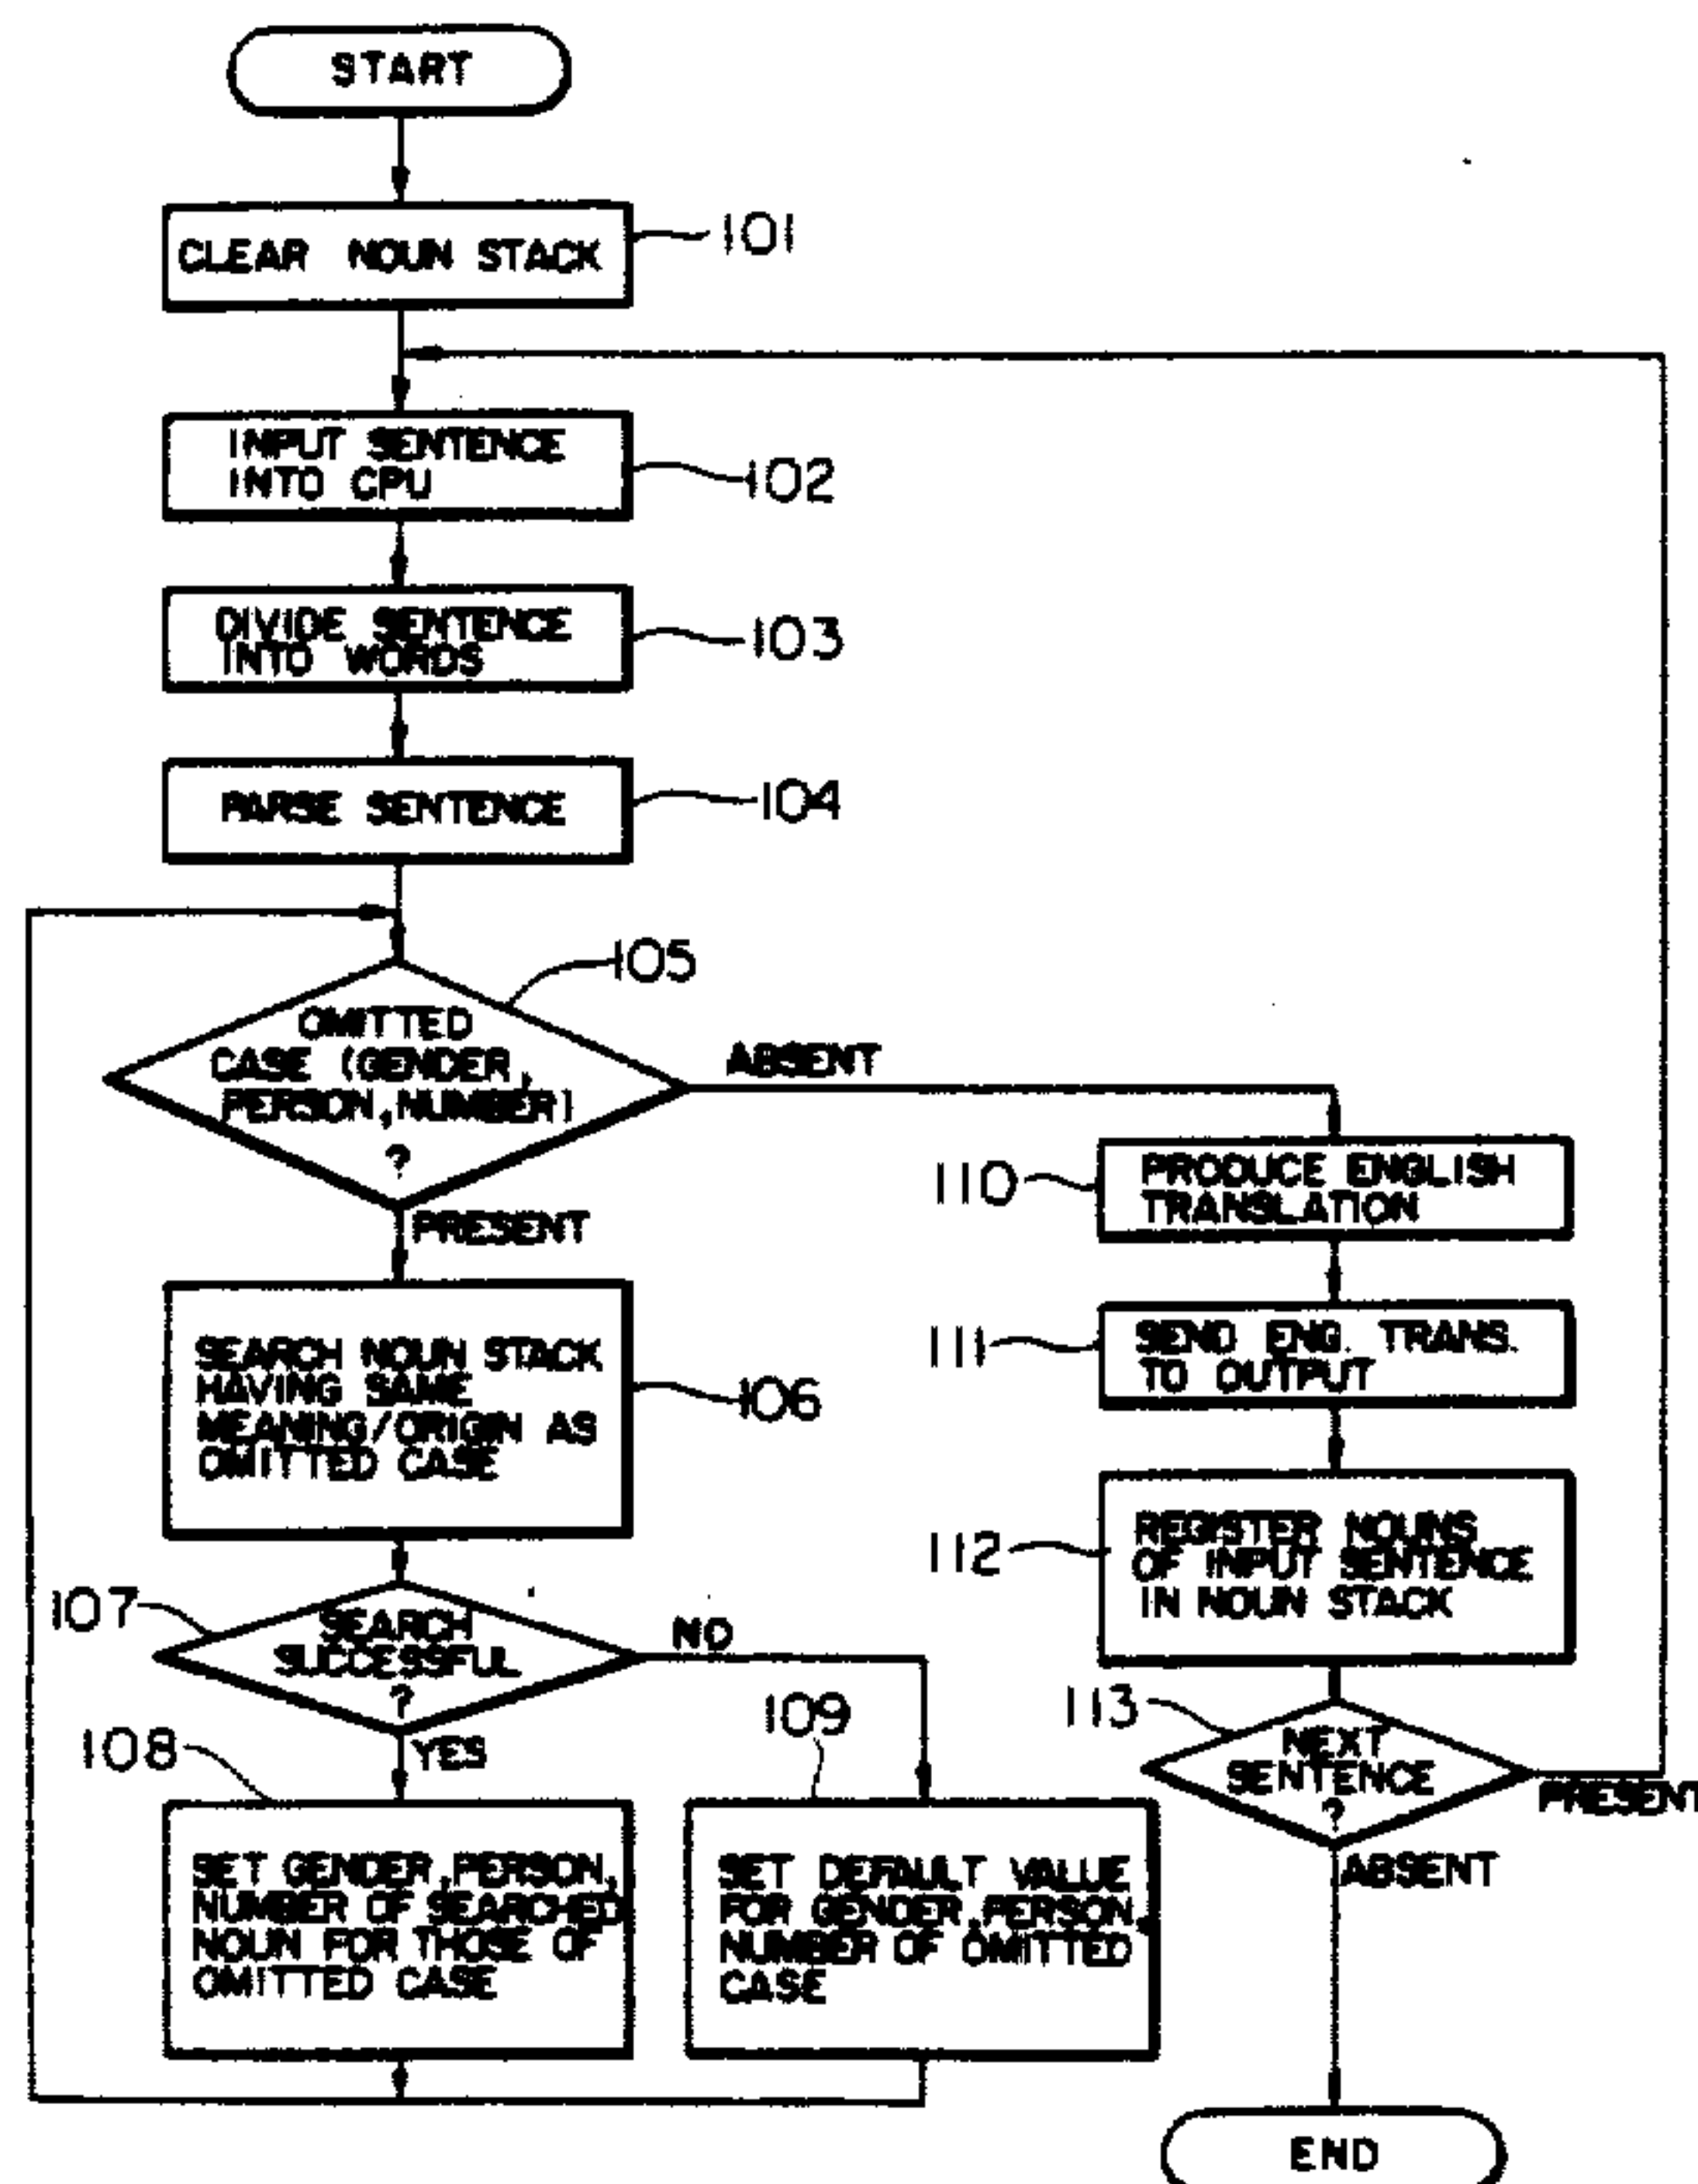 START
CLEAR NOUN STACK
101
INPUT SENTENCE
INTO CPU
102
DIVIDE SENTENCE
INTO WORDS
103
PARSE SENTENCE
104
105
OMITTED
CASE (GENDER,
PERSON, NUMBER)
?
ABSENT
PRESENT
SEARCH NOUN STACK
HAVING SAME
MEANING/ORIGIN AS
OMITTED CASE
106
107
SEARCH
SUCCESSFUL
?
NO
YES
108
SET GENDER, PERSON,
NUMBER OF SEARCHED
NOUN FOR THOSE OF
OMITTED CASE
109
SET DEFAULT VALUE
FOR GENDER, PERSON,
NUMBER OF OMITTED
CASE
110
PRODUCE ENGLISH
TRANSLATION
111
SEND ENG. TRANS.
TO OUTPUT
112
REGISTER NOUNS
OF INPUT SENTENCE
IN NOUN STACK
113
NEXT
SENTENCE
?
PRESENT
ABSENT
END